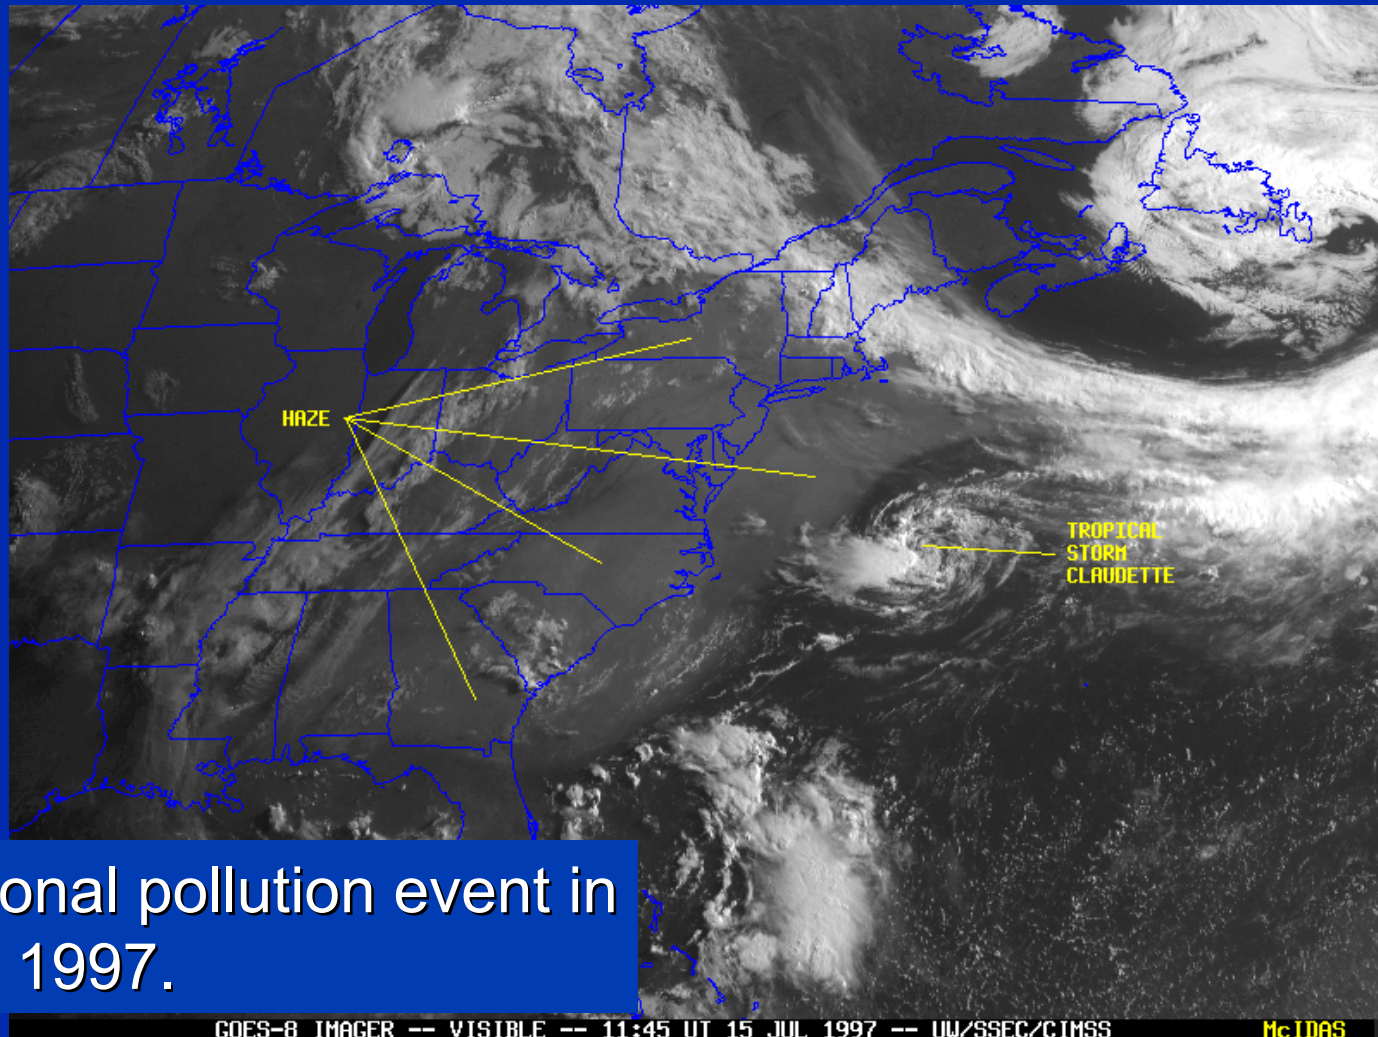 HAZE
TROPICAL
STORM
CLAUDETTE
onal pollution event in
1997.
GOES-8 IMAGER -- VISIBLE -- 11:45 UT 15 JUL 1997 -- UW/SSEC/CIMSS McIDAS